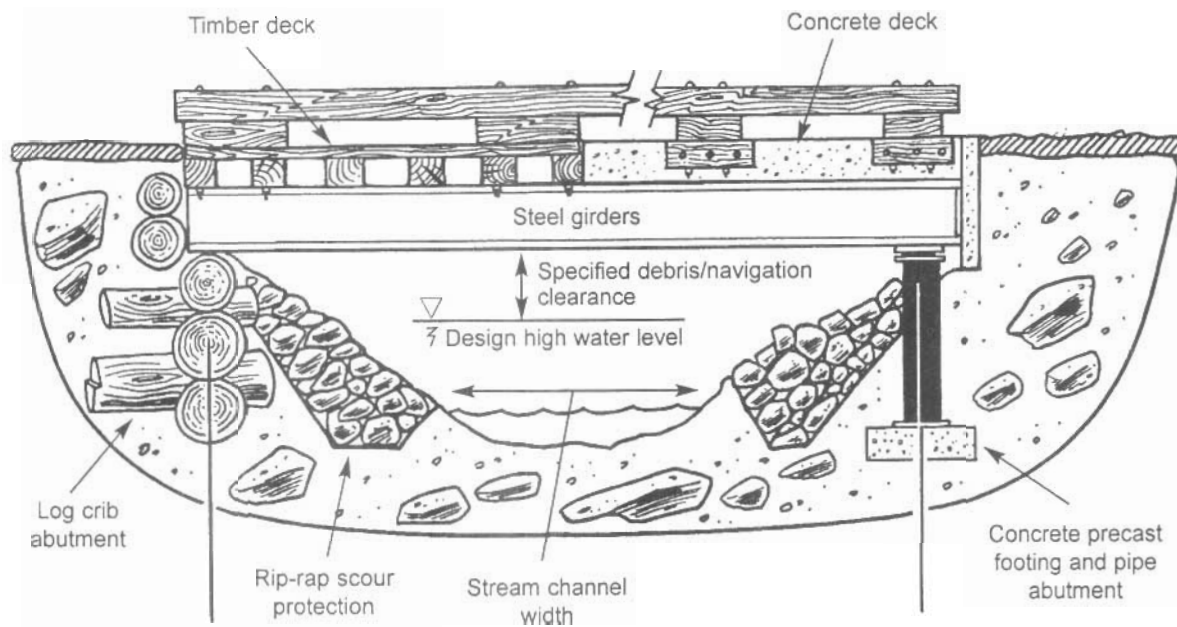 Timber deck
Concrete deck
Steel girders
Specified debris/navigation
clearance
Design high water level
Log crib
abutment
Rip-rap scour
protection
Stream channel
width
Concrete precast
footing and pipe
abutment